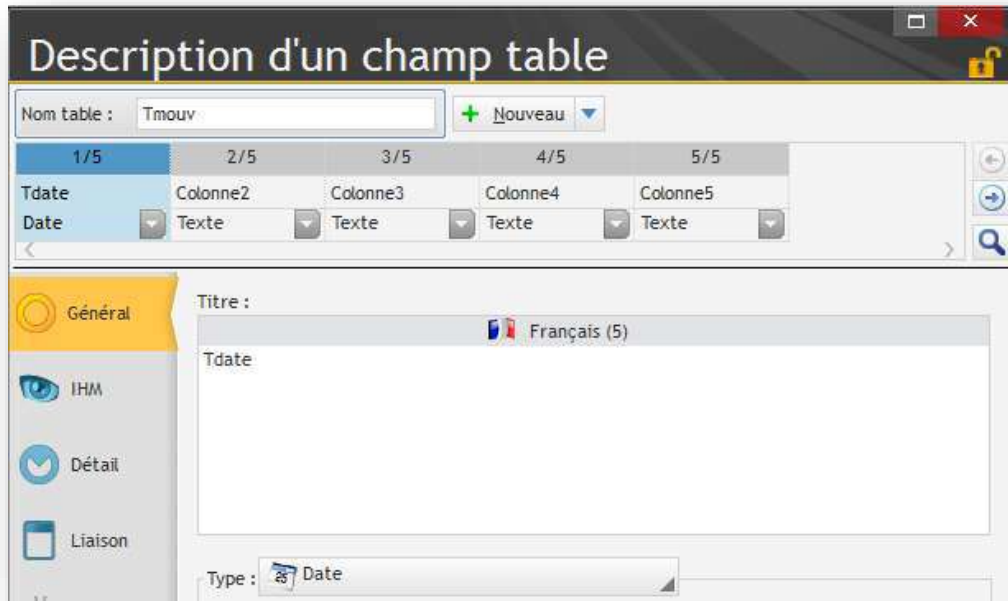 Description d'un champ table
Nom table : Tmouv + Nouveau
1/5 2/5 3/5 4/5 5/5
Tdate Colonne2 Colonne3 Colonne4 Colonne5
Date Texte Texte Texte Texte
Général
Titre :
Français (5)
Tdate
IHM
Détail
Liaison
Type : 25 Date